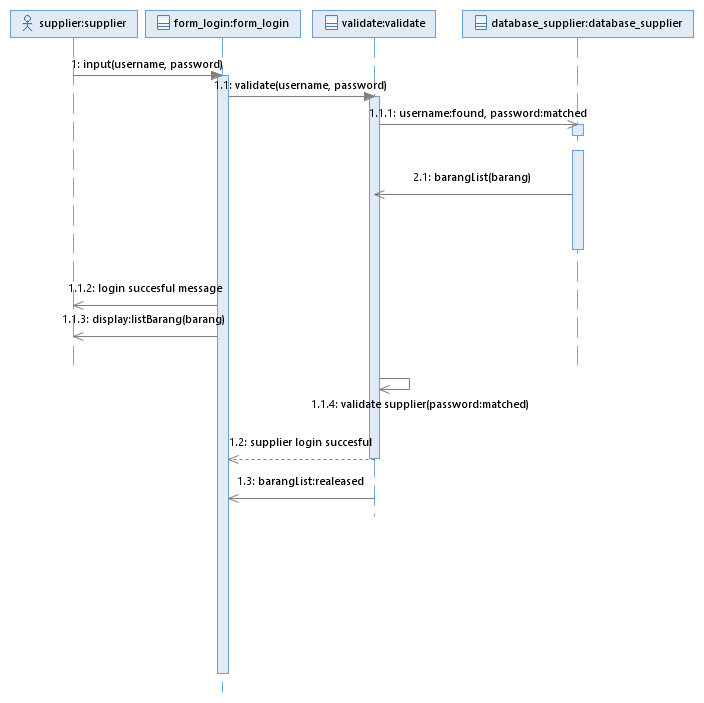 supplier:supplier
form_login:form_login
validate:validate
database_supplier:database_supplier
1: input(username, password)
1.1: validate(username, password)
1.1.1: username:found, password:matched
2.1: barangList(barang)
1.1.2: login succesful message
1.1.3: display:listBarang(barang)
1.1.4: validate supplier(password:matched)
1.2: supplier login succesful
1.3: barangList:realeased